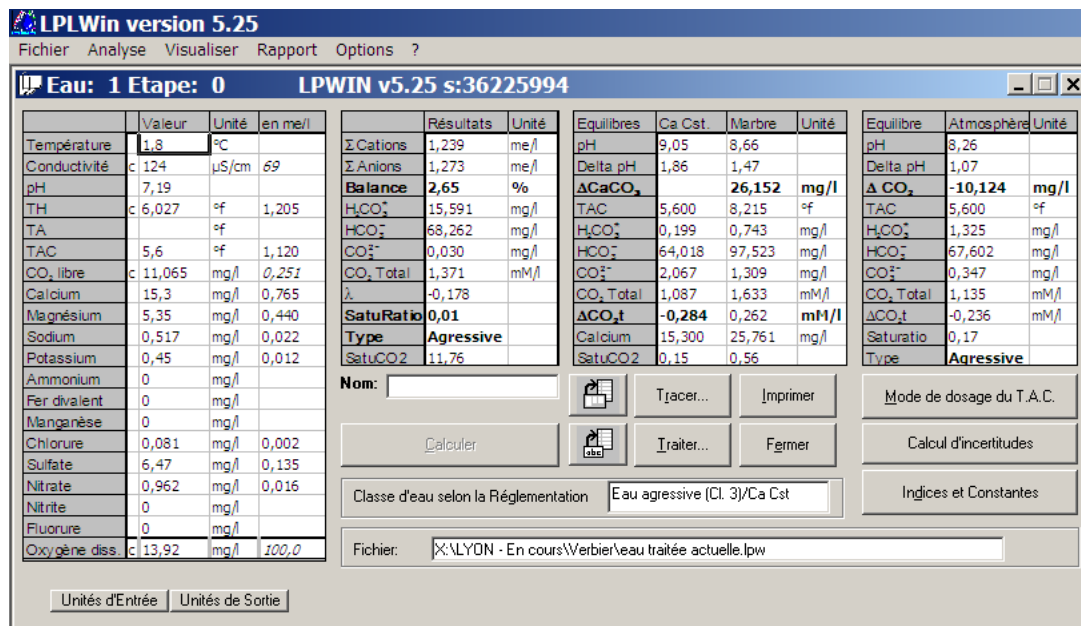 LPLWin version 5.25
Fichier Analyse Visualiser Rapport Options ?
Eau: 1 Etape: 0 LPWIN v5.25 s:36225994
Valeur Unité en me/l
Température 1,8 °C
Conductivité c 124 µS/cm 69
pH 7,19
TH c 6,027 °f 1,205
TA °f
TAC 5,6 °f 1,120
CO₂ libre c 11,065 mg/l 0,251
Calcium 15,3 mg/l 0,765
Magnésium 5,35 mg/l 0,440
Sodium 0,517 mg/l 0,022
Potassium 0,45 mg/l 0,012
Ammonium 0 mg/l
Fer divalent 0 mg/l
Manganèse 0 mg/l
Chlorure 0,081 mg/l 0,002
Sulfate 6,47 mg/l 0,135
Nitrate 0,962 mg/l 0,016
Nitrite 0 mg/l
Fluorure 0 mg/l
Oxygène diss. c 13,92 mg/l 100,0
Unités d'Entrée Unités de Sortie
Résultats Unité
Σ Cations 1,239 me/l
Σ Anions 1,273 me/l
Balance 2,65 %
H₂CO₃* 15,591 mg/l
HCO₃⁻ 68,262 mg/l
CO₃²⁻ 0,030 mg/l
CO₂ Total 1,371 mM/l
λ -0,178
SatuRatio 0,01
Type Agressive
SatuCO2 11,76
Equilibres Ca Cst. Marbre Unité
pH 9,05 8,66
Delta pH 1,86 1,47
ΔCaCO₃ 26,152 mg/l
TAC 5,600 8,215 °f
H₂CO₃* 0,199 0,743 mg/l
HCO₃⁻ 64,018 97,523 mg/l
CO₃²⁻ 2,067 1,309 mg/l
CO₂ Total 1,087 1,633 mM/l
ΔCO₂t -0,284 0,262 mM/l
Calcium 15,300 25,761 mg/l
SatuCO2 0,15 0,56
Equilibre Atmosphère Unité
pH 8,26
Delta pH 1,07
Δ CO₂ -10,124 mg/l
TAC 5,600 °f
H₂CO₃* 1,325 mg/l
HCO₃⁻ 67,602 mg/l
CO₃²⁻ 0,347 mg/l
CO₂ Total 1,135 mM/l
ΔCO₂t -0,236 mM/l
Saturatio 0,17
Type Agressive
Nom:
Tracer... Imprimer Mode de dosage du T.A.C.
Calculer abc Traiter... Fermer Calcul d'incertitudes
Classe d'eau selon la Réglementation Eau agressive (Cl. 3)/Ca Cst Indices et Constantes
Fichier: X:\LYON - En cours\Verbier\eau traitée actuelle.lpw